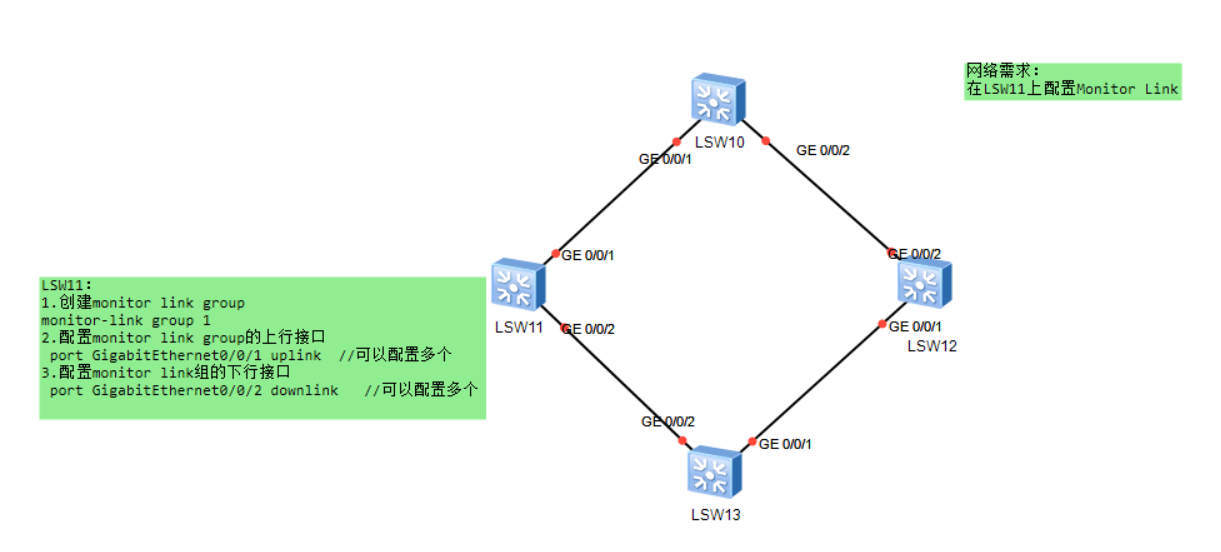 网络需求：
在LSW11上配置Monitor Link
LSW10
GE 0/0/1
GE 0/0/2
GE 0/0/1
GE 0/0/2
LSW11：
1.创建monitor link group
monitor-link group 1
2.配置monitor link group的上行接口
port GigabitEthernet0/0/1 uplink  //可以配置多个
3.配置monitor link组的下行接口
port GigabitEthernet0/0/2 downlink   //可以配置多个
LSW11
GE 0/0/2
GE 0/0/1
LSW12
GE 0/0/2
GE 0/0/1
LSW13